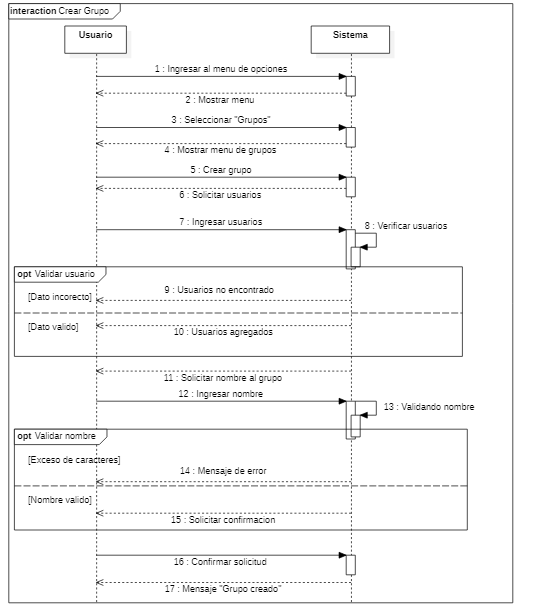 interaction Crear Grupo
Usuario
Sistema
1 : Ingresar al menu de opciones
2 : Mostrar menu
3 : Seleccionar "Grupos"
4 : Mostrar menu de grupos
5 : Crear grupo
6 : Solicitar usuarios
7 : Ingresar usuarios
8 : Verificar usuarios
opt Validar usuario
9 : Usuarios no encontrado
[Dato incorecto]
[Dato valido]
10 : Usuarios agregados
11 : Solicitar nombre al grupo
12 : Ingresar nombre
13 : Validando nombre
opt Validar nombre
[Exceso de caracteres]
14 : Mensaje de error
[Nombre valido]
15 : Solicitar confirmacion
16 : Confirmar solicitud
17 : Mensaje "Grupo creado"